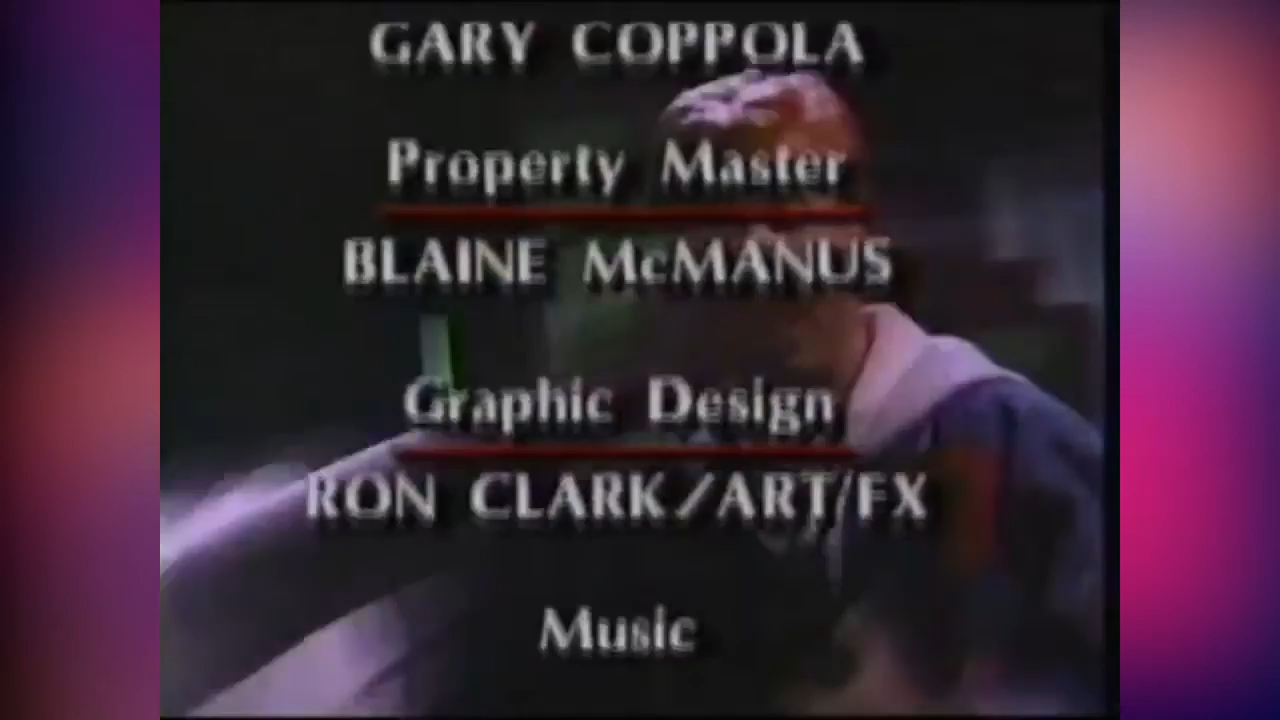 GARY COPPOLA
Property Master
BLAINE McMANUS
Graphic Design
RON CLARK/ART/FX
Music